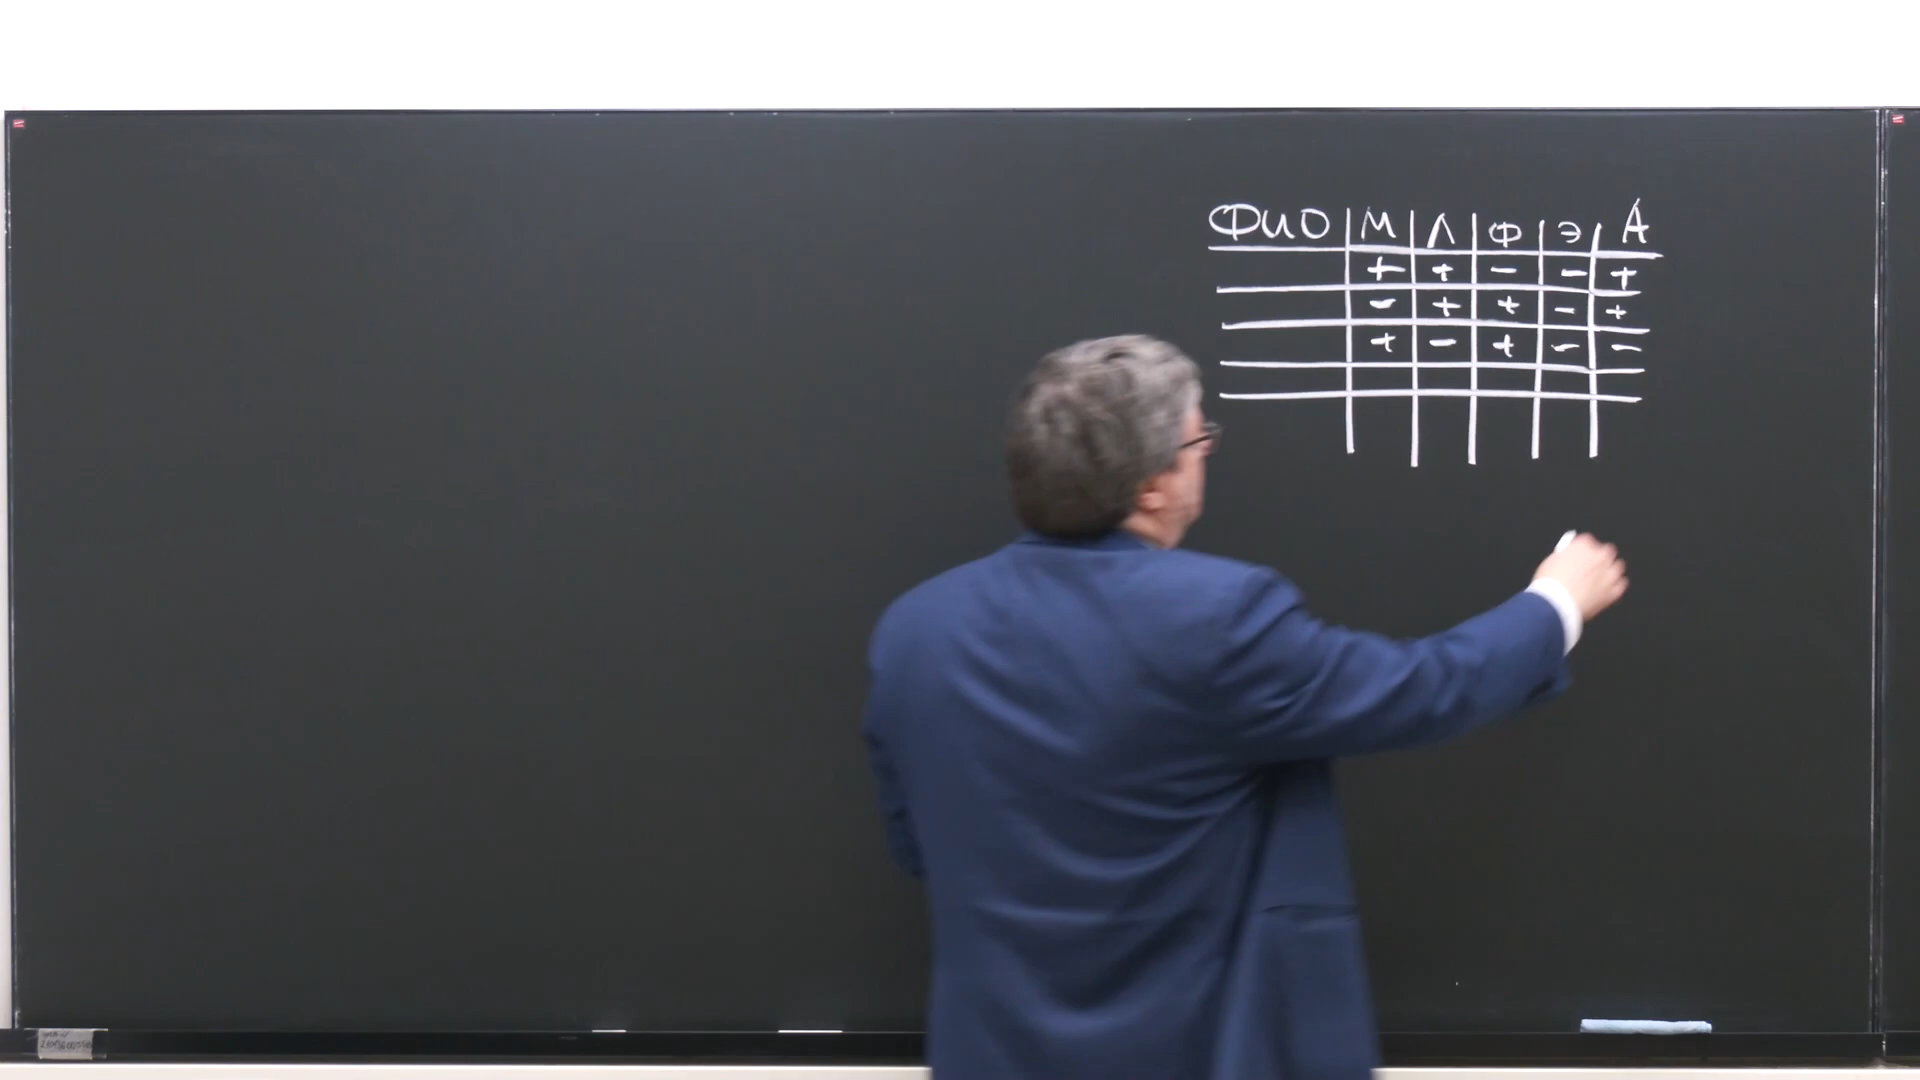 ФИО М Л Ф Э А
+ + - - +
- + + - +
+ - + - -